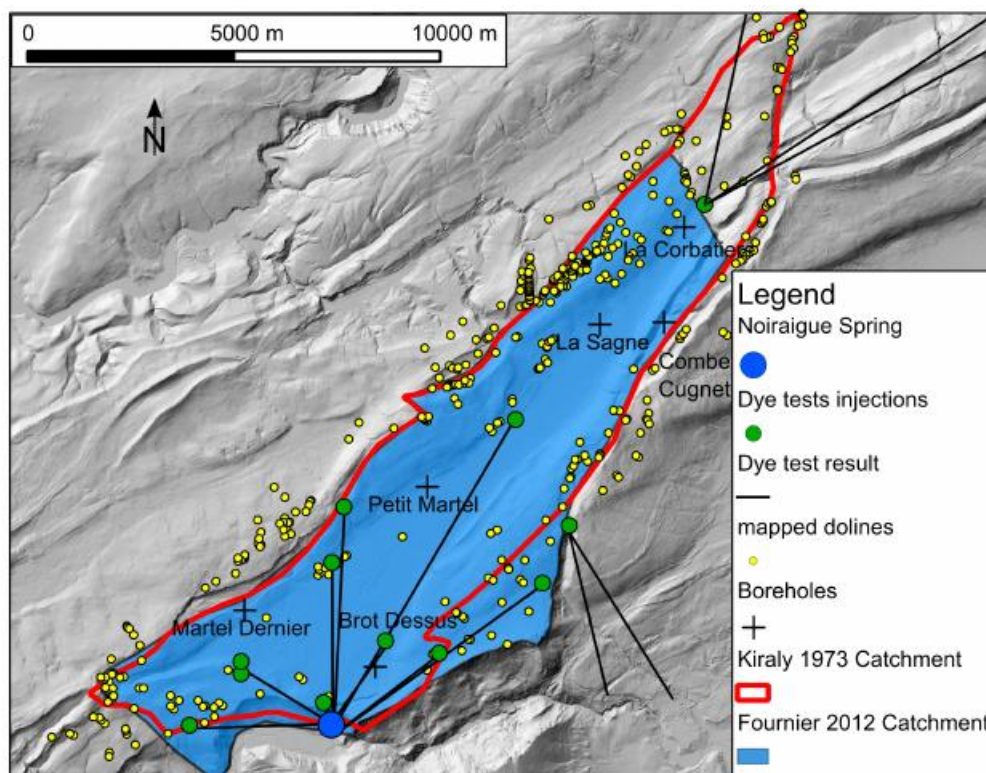 0 5000 m 10000 m
N
La Corbatière
La Sagne
Combe
Cugnet
Petit Martel
Brot Dessus
Martel Dernier
Legend
Noiraigue Spring
Dye tests injections
Dye test result
mapped dolines
Boreholes
Kiraly 1973 Catchment
Fournier 2012 Catchment